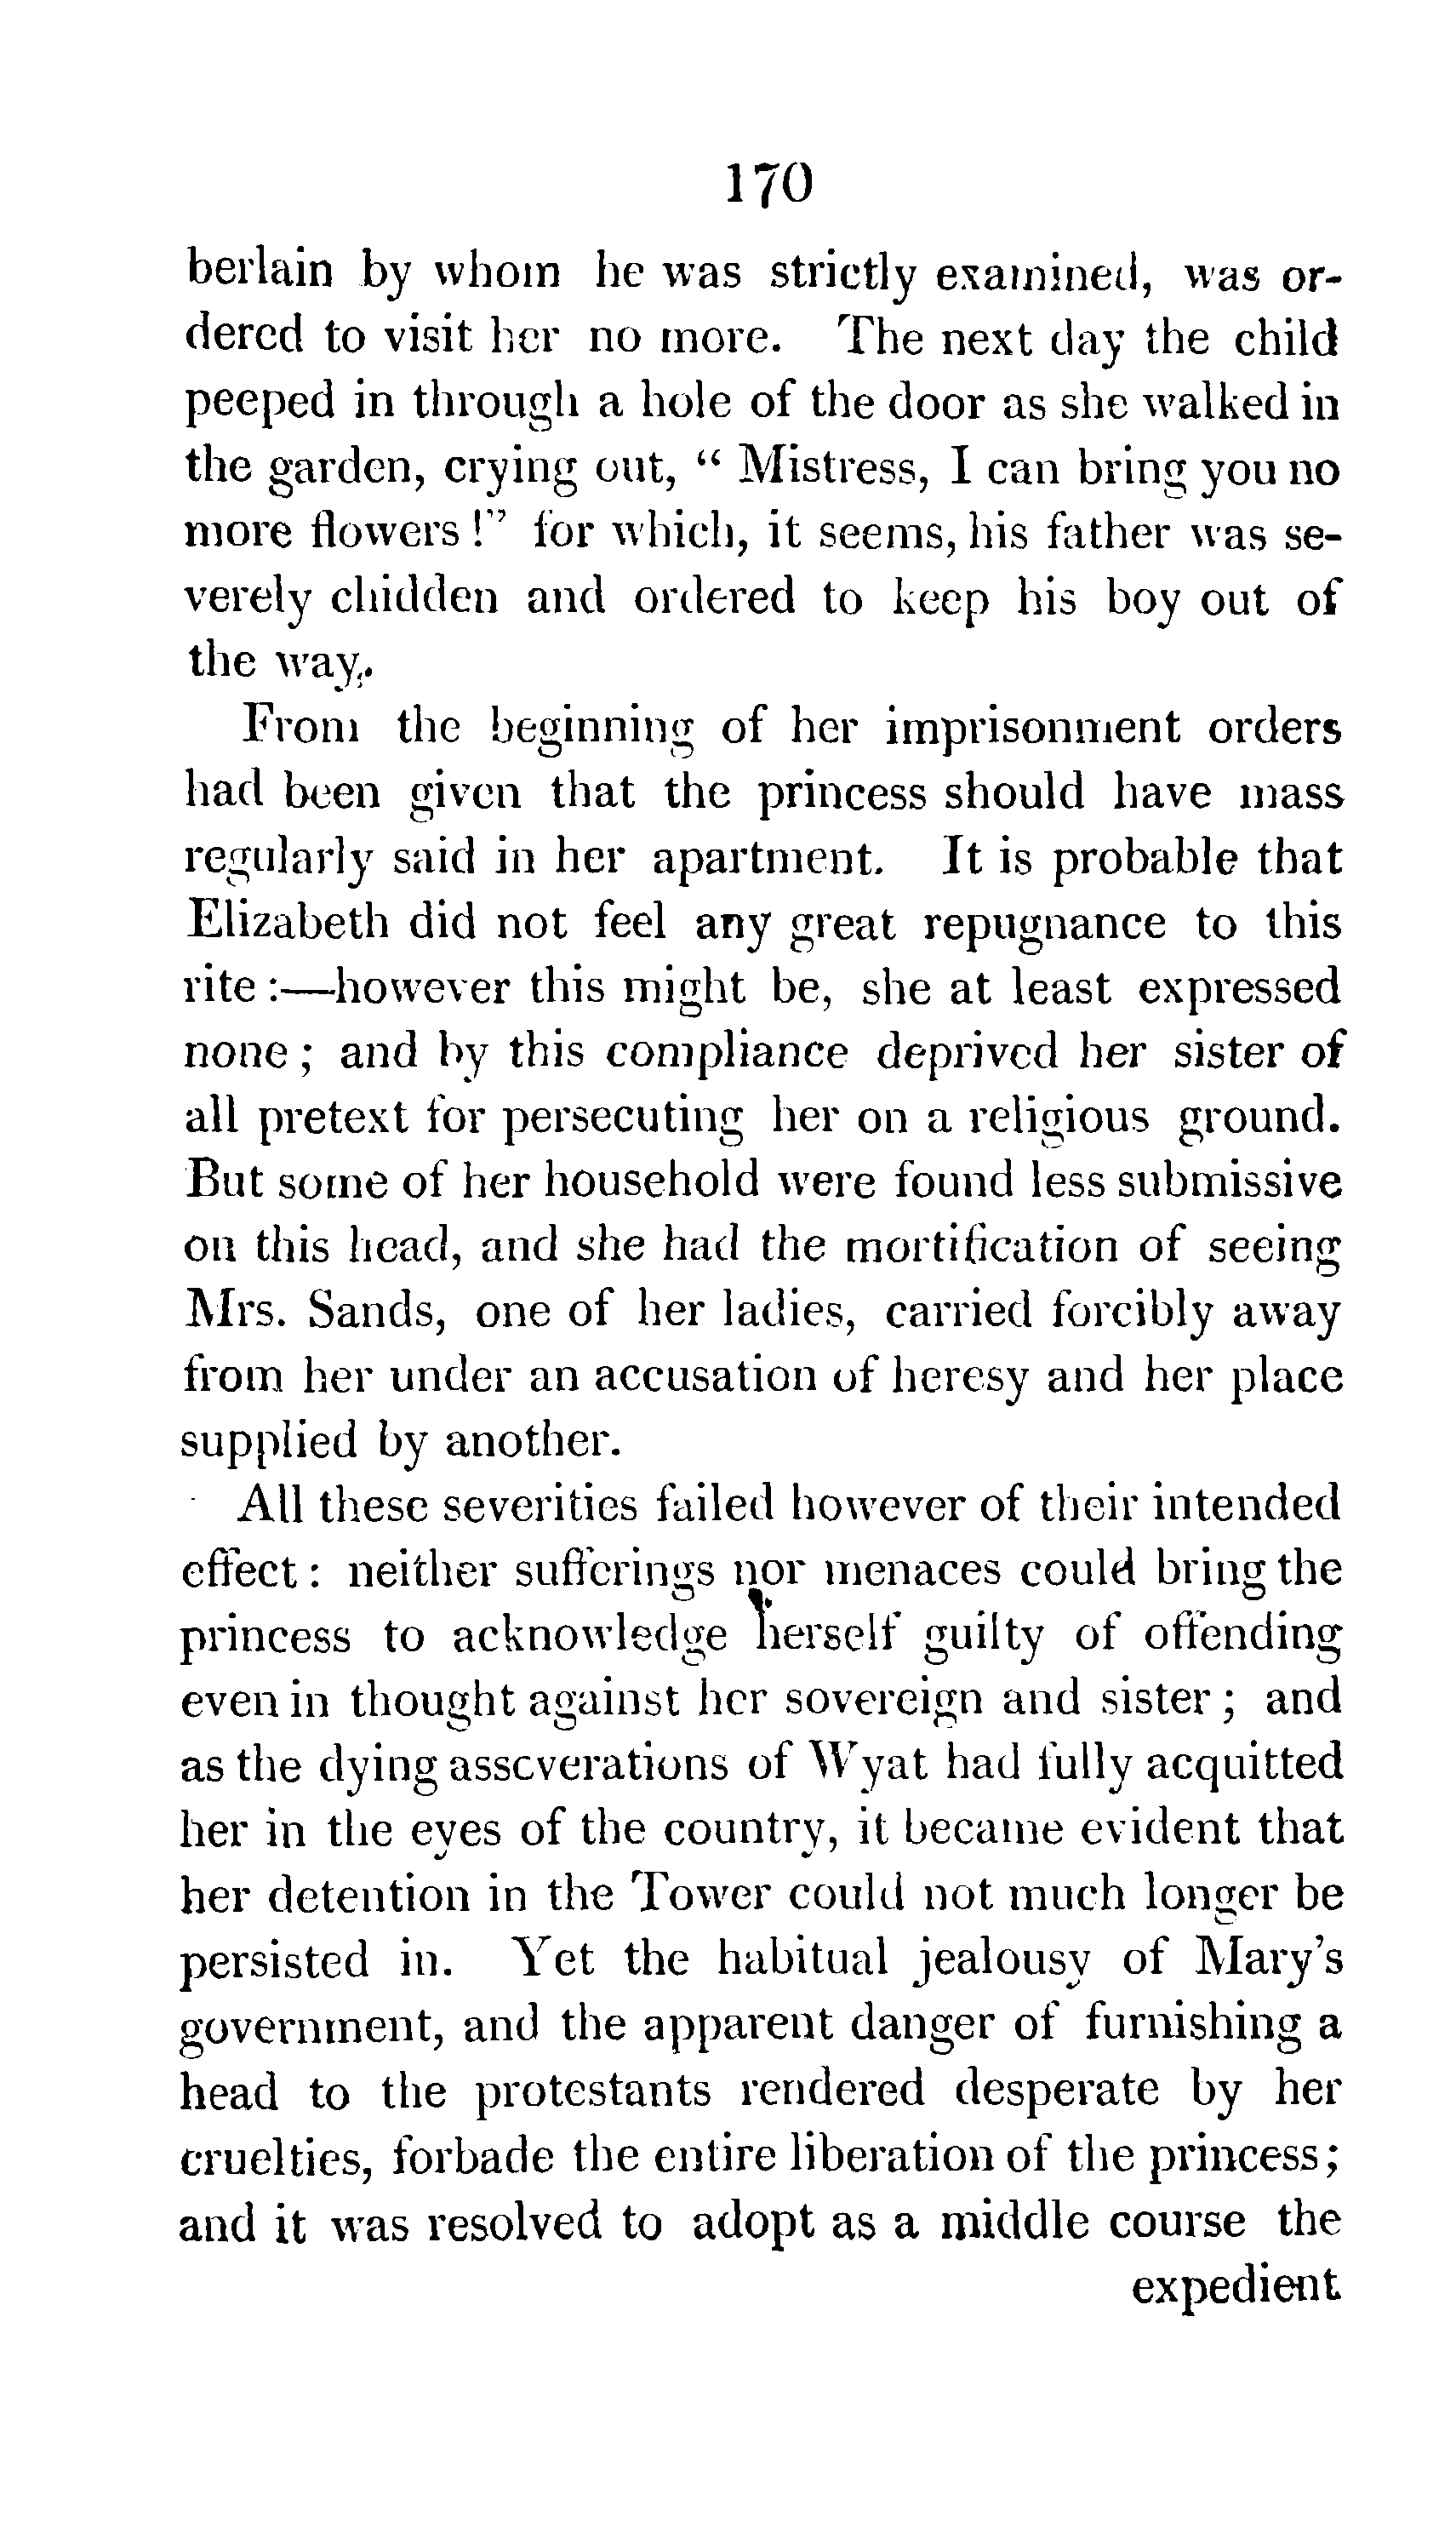 170
berlain by whom he was strictly examined, was or-
dered to visit her no more. The next day the child
peeped in through a hole of the door as she walked in
the garden, crying out, “ Mistress, I can bring you no
more flowers !” for which, it seems, his father was se-
verely chidden and ordered to keep his boy out of
the way.
From the beginning of her imprisonment orders
had been given that the princess should have mass
regularly said in her apartment. It is probable that
Elizabeth did not feel any great repugnance to this
rite :—however this might be, she at least expressed
none ; and by this compliance deprived her sister of
all pretext for persecuting her on a religious ground.
But some of her household were found less submissive
on this head, and she had the mortification of seeing
Mrs. Sands, one of her ladies, carried forcibly away
from her under an accusation of heresy and her place
supplied by another.
All these severities failed however of their intended
effect : neither sufferings nor menaces could bring the
princess to acknowledge herself guilty of offending
even in thought against her sovereign and sister ; and
as the dying asseverations of Wyat had fully acquitted
her in the eyes of the country, it became evident that
her detention in the Tower could not much longer be
persisted in. Yet the habitual jealousy of Mary's
government, and the apparent danger of furnishing a
head to the protestants rendered desperate by her
cruelties, forbade the entire liberation of the princess;
and it was resolved to adopt as a middle course the
expedient